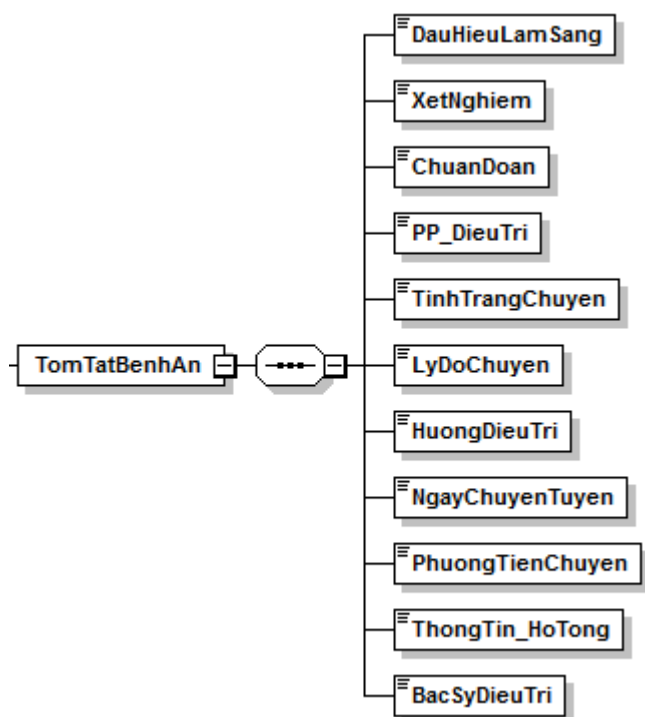 DauHieuLamSang
XetNghiem
ChuanDoan
PP_DieuTri
TinhTrangChuyen
TomTatBenhAn
LyDoChuyen
HuongDieuTri
NgayChuyenTuyen
PhuongTienChuyen
ThongTin_HoTong
BacSyDieuTri